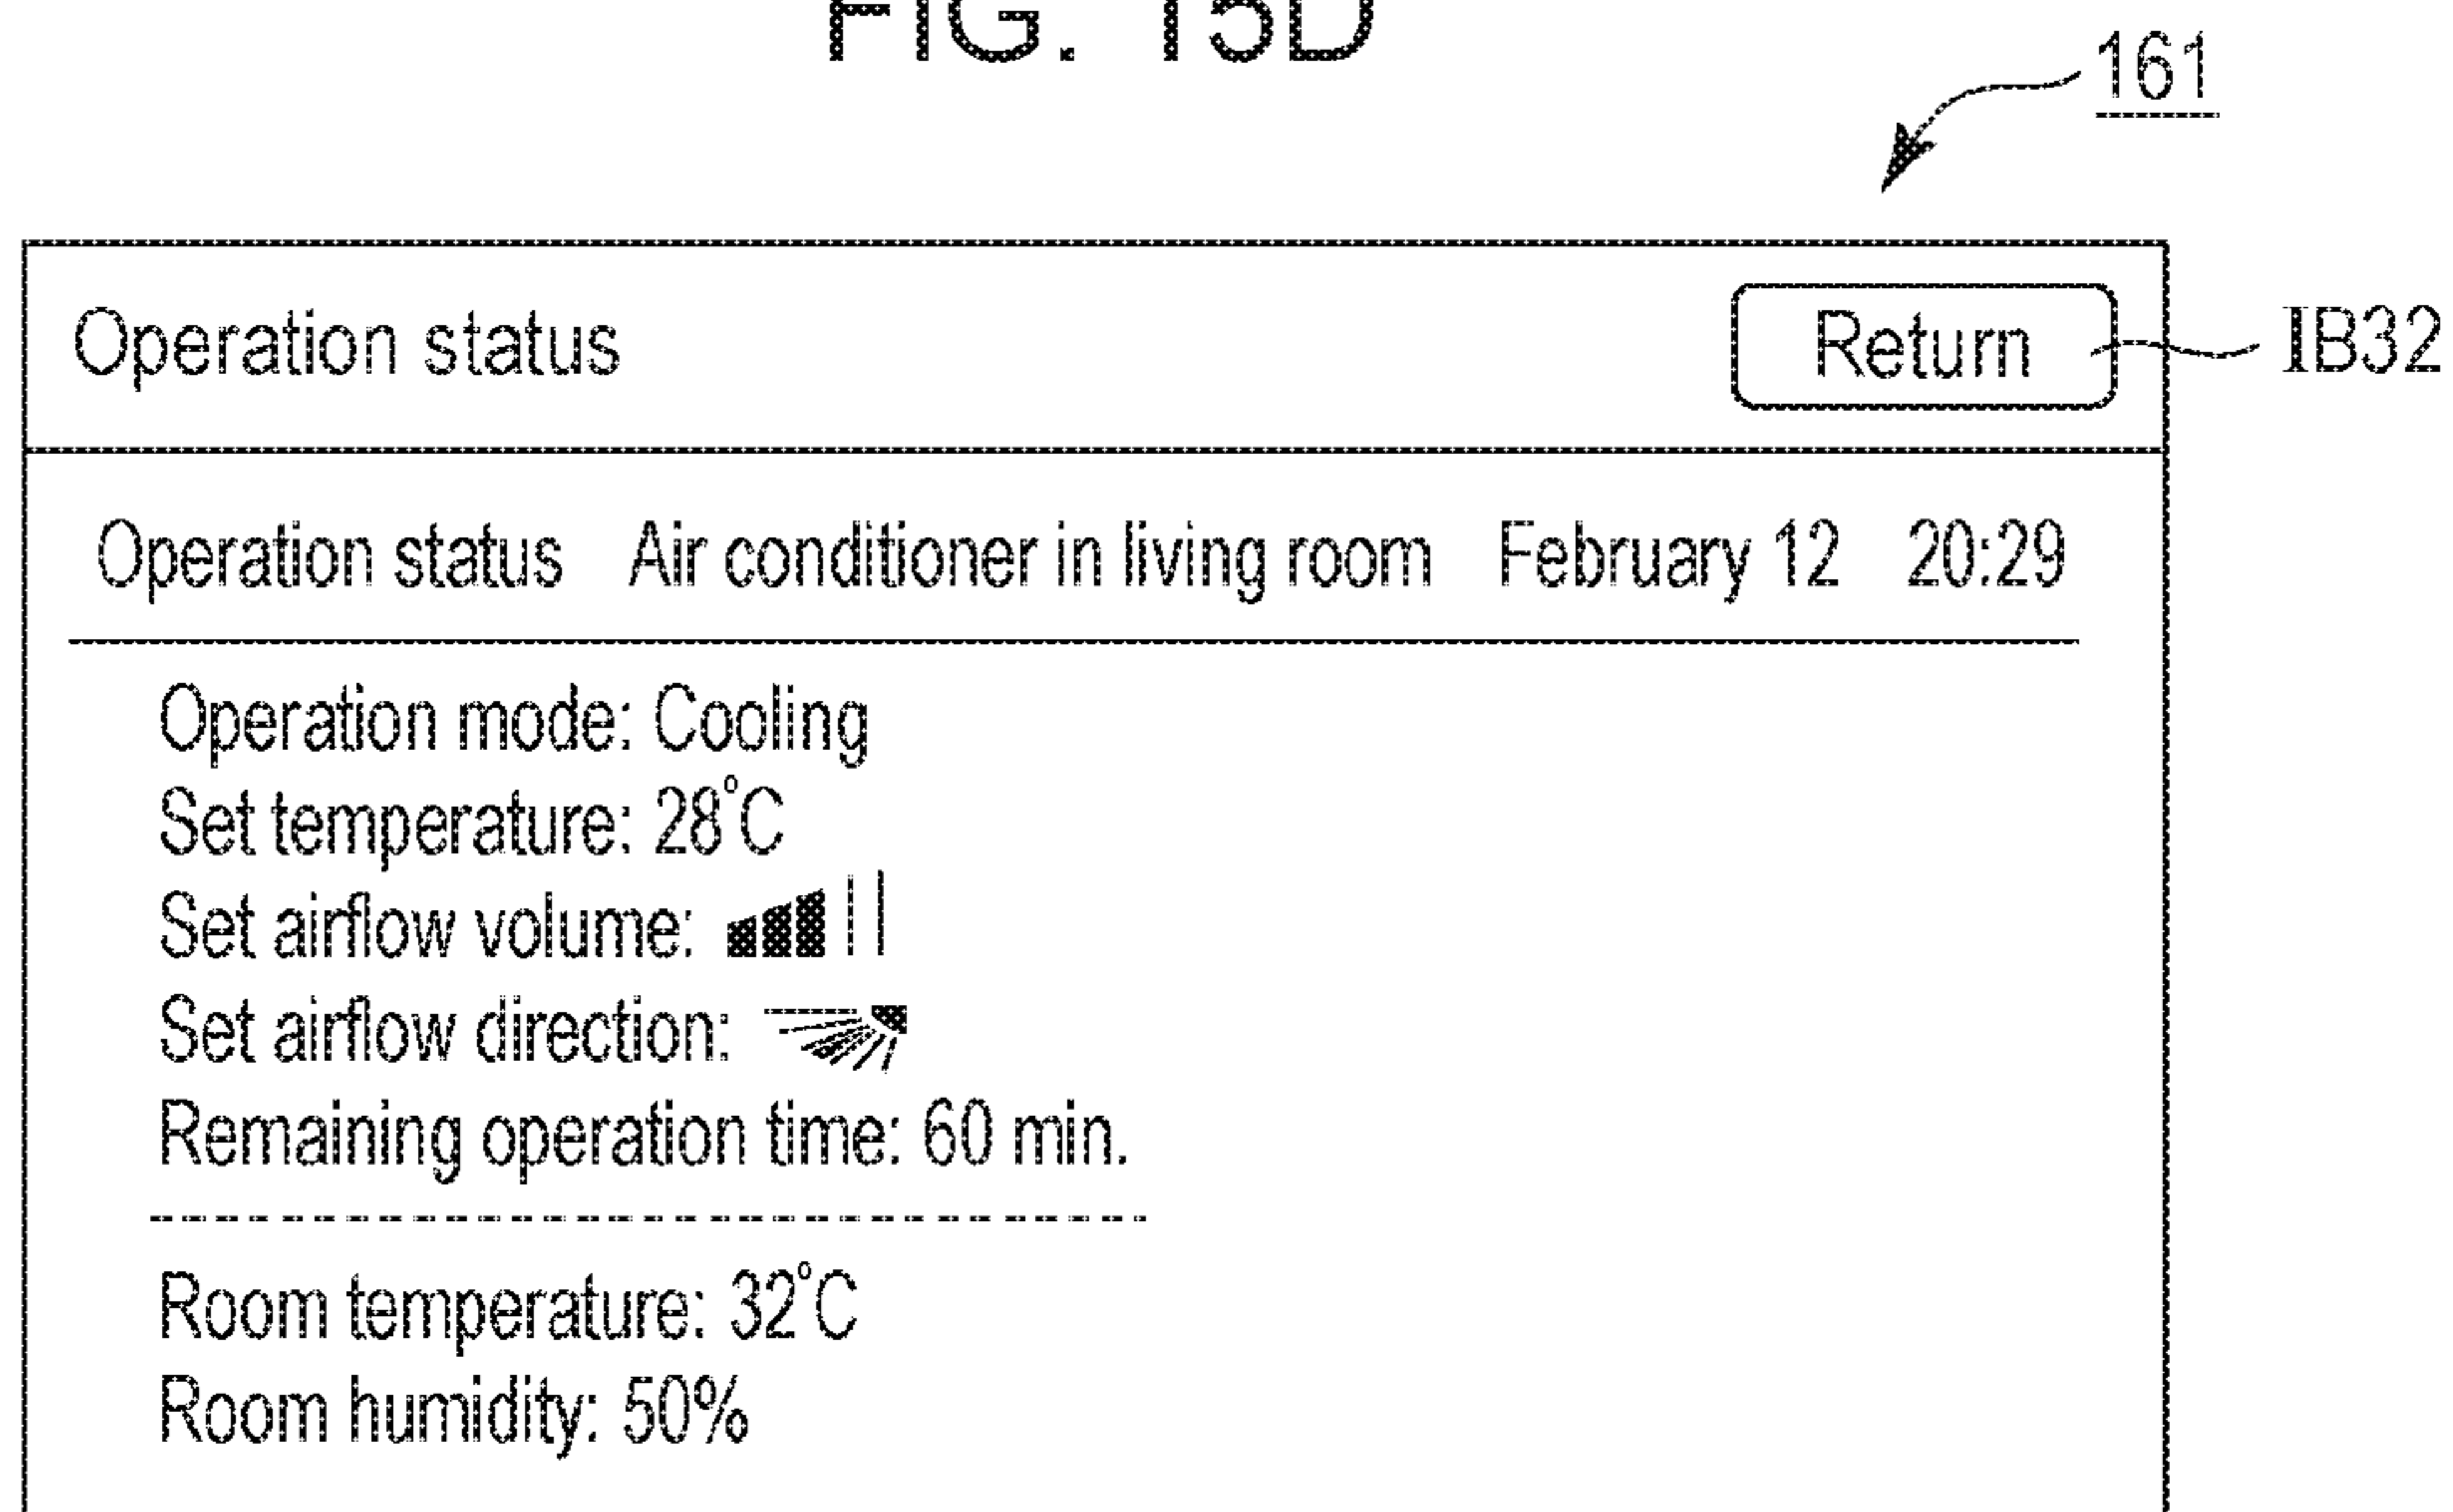 FIG. 15D
161
Operation status Return IB32
Operation status Air conditioner in living room February 12 20:29
Operation mode: Cooling
Set temperature: 28°C
Set airflow volume:
Set airflow direction:
Remaining operation time: 60 min.
Room temperature: 32°C
Room humidity: 50%